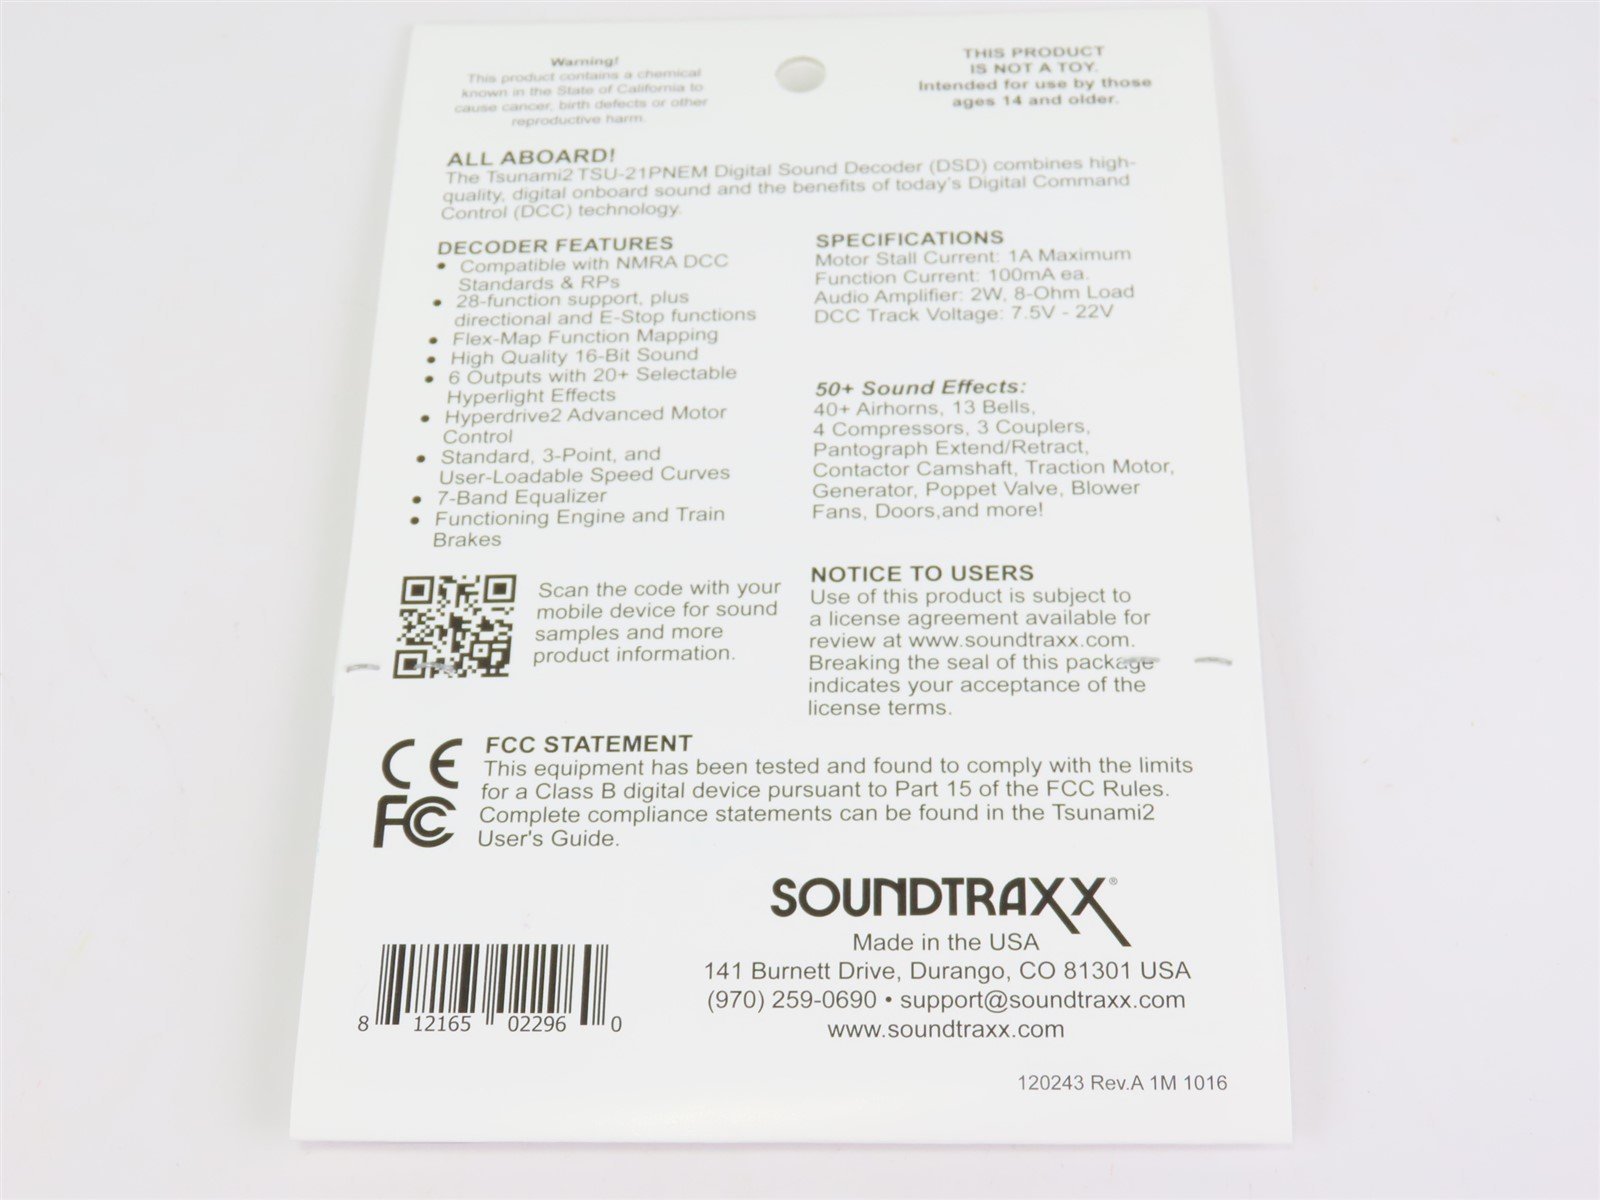 Warning!
This product contains a chemical
known in the State of California to
cause cancer, birth defects or other
reproductive harm.
THIS PRODUCT
IS NOT A TOY.
Intended for use by those
ages 14 and older.
ALL ABOARD!
The Tsunami2 TSU-21PNEM Digital Sound Decoder (DSD) combines high-
quality, digital onboard sound and the benefits of today's Digital Command
Control (DCC) technology.
DECODER FEATURES
• Compatible with NMRA DCC
Standards & RPs
• 28-function support, plus
directional and E-Stop functions
• Flex-Map Function Mapping
• High Quality 16-Bit Sound
• 6 Outputs with 20+ Selectable
Hyperlight Effects
• Hyperdrive2 Advanced Motor
Control
• Standard, 3-Point, and
User-Loadable Speed Curves
• 7-Band Equalizer
• Functioning Engine and Train
Brakes
SPECIFICATIONS
Motor Stall Current: 1A Maximum
Function Current: 100mA ea.
Audio Amplifier: 2W, 8-Ohm Load
DCC Track Voltage: 7.5V - 22V
50+ Sound Effects:
40+ Airhorns, 13 Bells,
4 Compressors, 3 Couplers,
Pantograph Extend/Retract,
Contactor Camshaft, Traction Motor,
Generator, Poppet Valve, Blower
Fans, Doors,and more!
Scan the code with your
mobile device for sound
samples and more
product information.
NOTICE TO USERS
Use of this product is subject to
a license agreement available for
review at www.soundtraxx.com.
Breaking the seal of this package
indicates your acceptance of the
license terms.
CE
FC
FCC STATEMENT
This equipment has been tested and found to comply with the limits
for a Class B digital device pursuant to Part 15 of the FCC Rules.
Complete compliance statements can be found in the Tsunami2
User's Guide.
SOUNDTRAXX®
Made in the USA
141 Burnett Drive, Durango, CO 81301 USA
(970) 259-0690 • support@soundtraxx.com
www.soundtraxx.com
8 12165 02296 0
120243 Rev.A 1M 1016